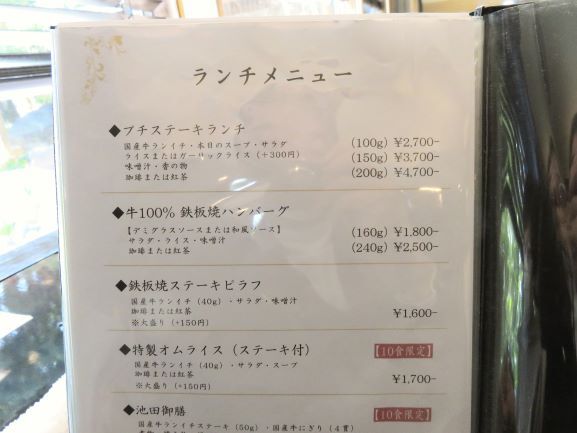 ランチメニュー
◆プチステーキランチ
国産牛ランイチ・本日のスープ・サラダ (100g) ¥2,700-
ライスまたはガーリックライス(+300円) (150g) ¥3,700-
味噌汁・香の物 (200g) ¥4,700-
珈琲または紅茶
◆牛100% 鉄板焼ハンバーグ
【デミグラスソースまたは和風ソース】 (160g) ¥1.800-
サラダ・ライス・味噌汁 (240g) ¥2,500-
珈琲または紅茶
◆鉄板焼ステーキピラフ
国産牛ランイチ(40g)・サラダ・味噌汁
珈琲または紅茶 ¥1,600-
※大盛り(+150円)
◆特製オムライス(ステーキ付) 【10食限定】
国産牛ランイチ(40g)・サラダ・スープ
珈琲または紅茶 ¥1,700-
※大盛り(+150円)
◆池田御膳 【10食限定】
国産牛ランイチステーキ(50g)・国産牛にぎり(4貫)